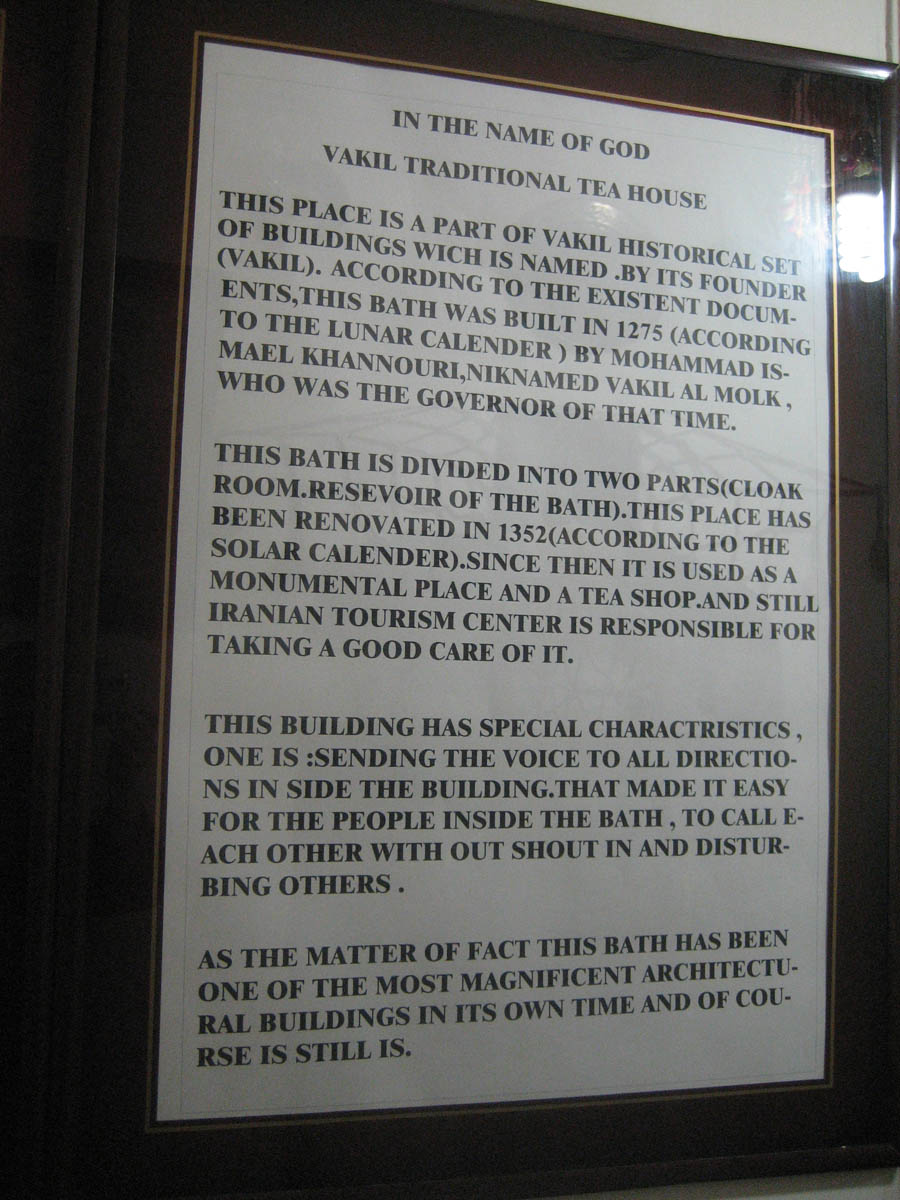 IN THE NAME OF GOD
VAKIL TRADITIONAL TEA HOUSE
THIS PLACE IS A PART OF VAKIL HISTORICAL SET
OF BUILDINGS WICH IS NAMED .BY ITS FOUNDER
(VAKIL). ACCORDING TO THE EXISTENT DOCUM-
ENTS,THIS BATH WAS BUILT IN 1275 (ACCORDING
TO THE LUNAR CALENDER ) BY MOHAMMAD IS-
MAEL KHANNOURI,NIKNAMED VAKIL AL MOLK ,
WHO WAS THE GOVERNOR OF THAT TIME.
THIS BATH IS DIVIDED INTO TWO PARTS(CLOAK
ROOM.RESEVOIR OF THE BATH).THIS PLACE HAS
BEEN RENOVATED IN 1352(ACCORDING TO THE
SOLAR CALENDER).SINCE THEN IT IS USED AS A
MONUMENTAL PLACE AND A TEA SHOP.AND STILL
IRANIAN TOURISM CENTER IS RESPONSIBLE FOR
TAKING A GOOD CARE OF IT.
THIS BUILDING HAS SPECIAL CHARACTRISTICS ,
ONE IS :SENDING THE VOICE TO ALL DIRECTIO-
NS IN SIDE THE BUILDING.THAT MADE IT EASY
FOR THE PEOPLE INSIDE THE BATH , TO CALL E-
ACH OTHER WITH OUT SHOUT IN AND DISTUR-
BING OTHERS .
AS THE MATTER OF FACT THIS BATH HAS BEEN
ONE OF THE MOST MAGNIFICENT ARCHITECTU-
RAL BUILDINGS IN ITS OWN TIME AND OF COU-
RSE IS STILL IS.